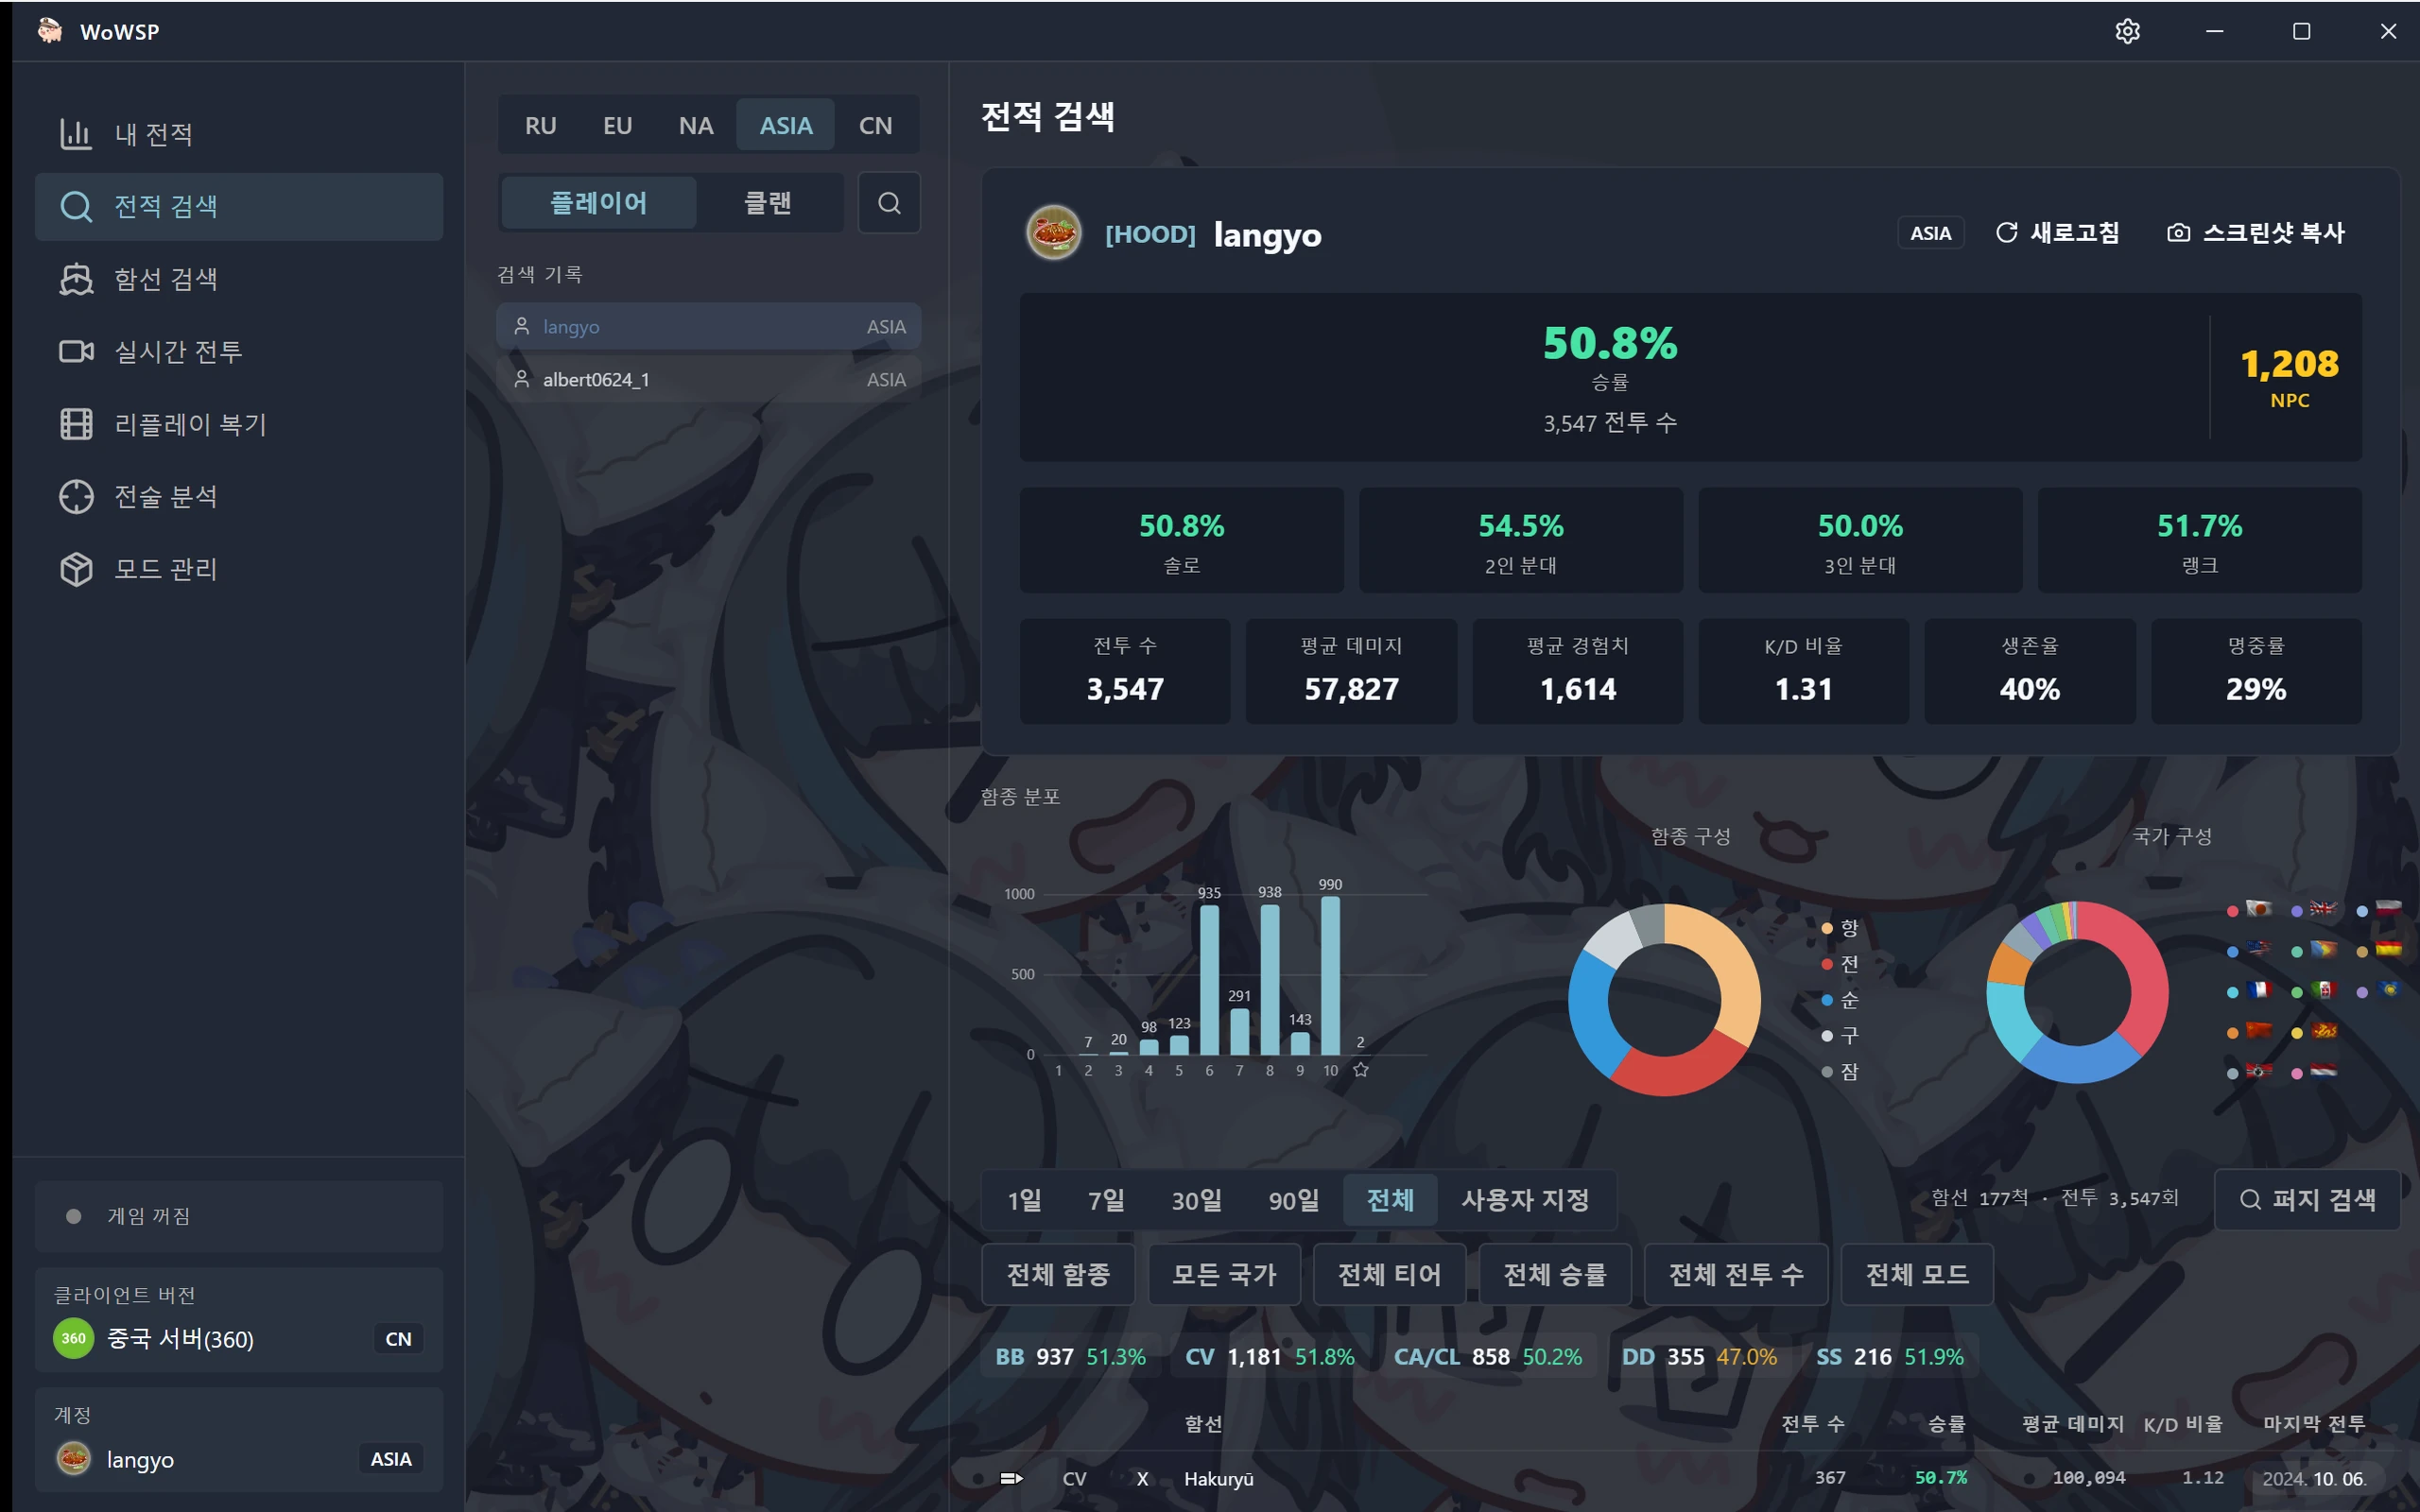 WoWSP
내 전적
전적 검색
함선 검색
실시간 전투
리플레이 복기
전술 분석
모드 관리
게임 꺼짐
클라이언트 버전
360 중국 서버(360) CN
계정
langyo ASIA
RU EU NA ASIA CN
플레이어 클랜
검색 기록
langyo ASIA
albert0624_1 ASIA
전적 검색
[HOOD] langyo ASIA 새로고침 스크린샷 복사
50.8%
승률
3,547 전투 수
1,208
NPC
50.8% 54.5% 50.0% 51.7%
솔로 2인 분대 3인 분대 랭크
전투 수 평균 데미지 평균 경험치 K/D 비율 생존율 명중률
3,547 57,827 1,614 1.31 40% 29%
함종 분포
1000
500
0
7 20 98 123 935 291 938 143 990 2
1 2 3 4 5 6 7 8 9 10
함종 구성
항
전
순
구
잠
국가 구성
1일 7일 30일 90일 전체 사용자 지정
함선 177척 · 전투 3,547회 퍼지 검색
전체 함종 모든 국가 전체 티어 전체 승률 전체 전투 수 전체 모드
BB 937 51.3% CV 1,181 51.8% CA/CL 858 50.2% DD 355 47.0% SS 216 51.9%
함선 전투 수 승률 평균 데미지 K/D 비율 마지막 전투
CV X Hakuryū 367 50.7% 100,094 1.12 2024. 10. 06.